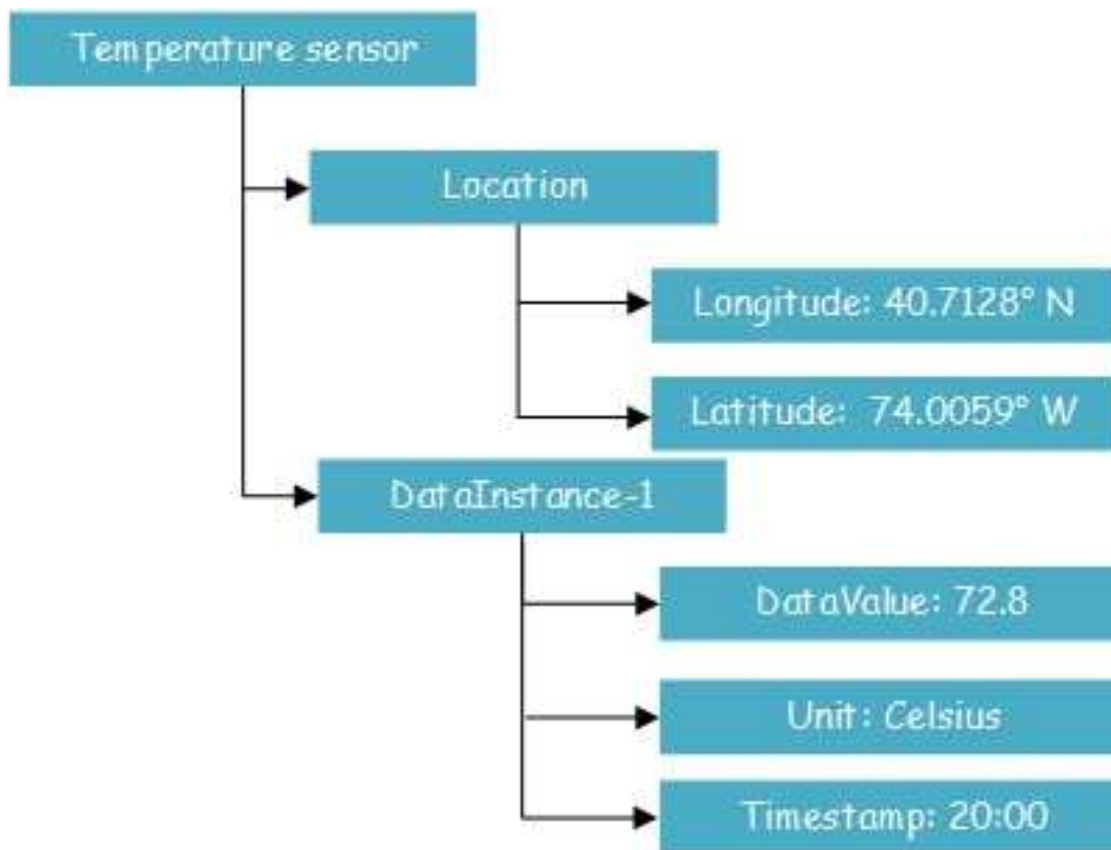 Temperature sensor
Location
Longitude: 40.7128° N
Latitude: 74.0059° W
DataInstance-1
DataValue: 72.8
Unit: Celsius
Timestamp: 20:00